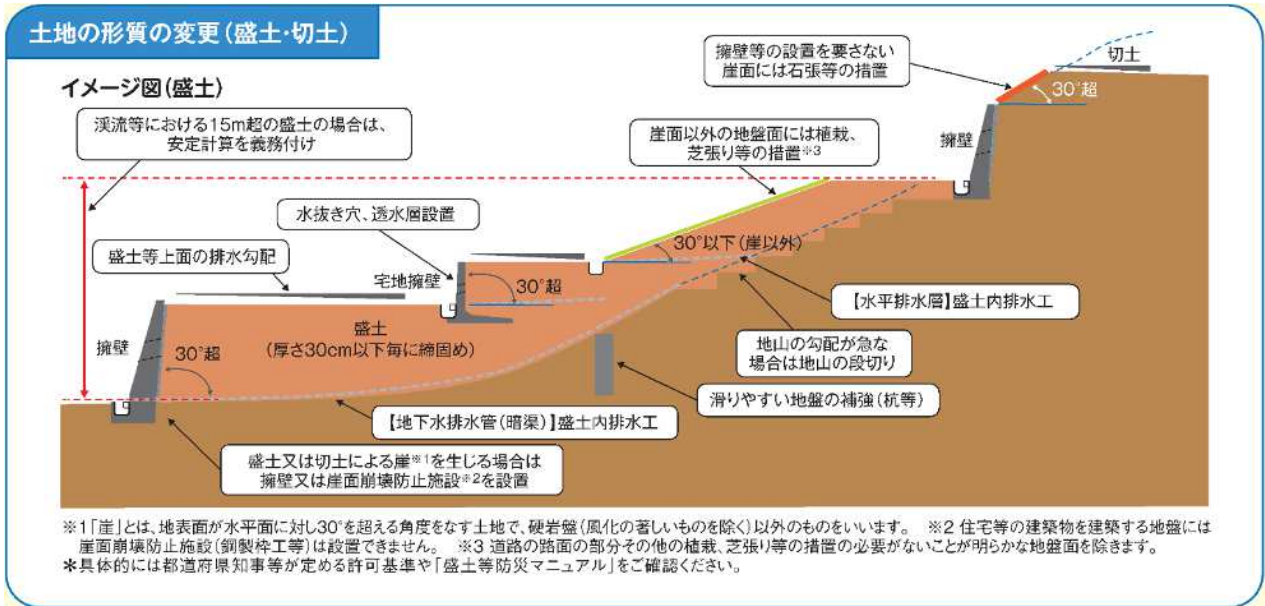 土地の形質の変更(盛土・切土)
イメージ図(盛土)
渓流等における15m超の盛土の場合は、
安定計算を義務付け
擁壁等の設置を要さない
崖面には石張等の措置
切土
30°超
擁壁
崖面以外の地盤面には植栽、
芝張り等の措置※3
水抜き穴、透水層設置
盛土等上面の排水勾配
宅地擁壁
30°超
30°以下(崖以外)
【水平排水層】盛土内排水工
擁壁
30°超
盛土
(厚さ30cm以下毎に締固め)
地山の勾配が急な
場合は地山の段切り
滑りやすい地盤の補強(杭等)
【地下水排水管(暗渠)】盛土内排水工
盛土又は切土による崖※1を生じる場合は
擁壁又は崖面崩壊防止施設※2を設置
※1「崖」とは、地表面が水平面に対し30°を超える角度をなす土地で、硬岩盤(風化の著しいものを除く)以外のものをいいます。 ※2 住宅等の建築物を建築する地盤には
崖面崩壊防止施設(鋼製枠工等)は設置できません。 ※3 道路の路面の部分その他の植栽、芝張り等の措置の必要がないことが明らかな地盤面を除きます。
＊具体的には都道府県知事等が定める許可基準や「盛土等防災マニュアル」をご確認ください。